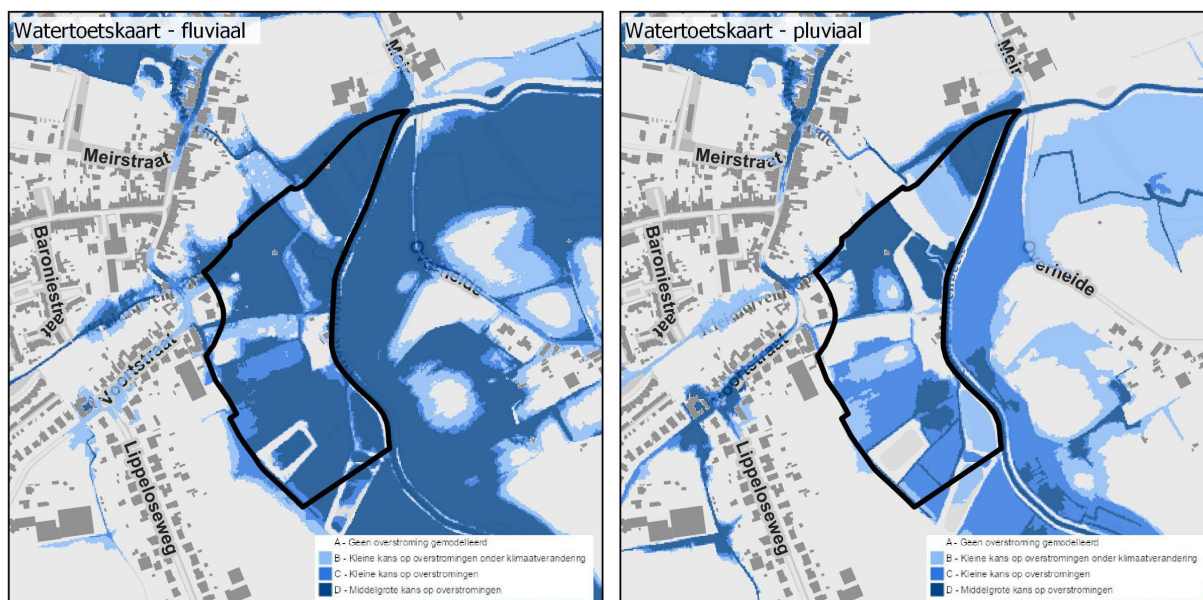 Watertoetskaart - fluviaal
Meir
Meirstraat
Baroniestraat
Voortstraat
Lippeloseweg
A - Geen overstroming gemodelleerd
B - Kleine kans op overstromingen onder klimaatverandering
C - Kleine kans op overstromingen
D - Middelgrote kans op overstromingen
Watertoetskaart - pluviaal
Meir
Meirstraat
Baroniestraat
Lippeloseweg
A - Geen overstroming gemodelleerd
B - Kleine kans op overstromingen onder klimaatverandering
C - Kleine kans op overstromingen
D - Middelgrote kans op overstromingen